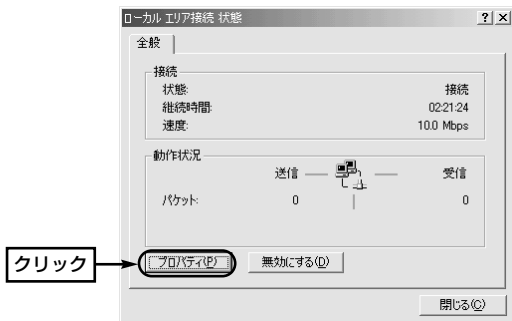 ローカル エリア接続 状態
全般
接続
状態: 接続
継続時間: 02:21:24
速度: 10.0 Mbps
動作状況
送信 受信
パケット: 0 0
クリック
プロパティ(P) 無効にする(D)
閉じる(C)